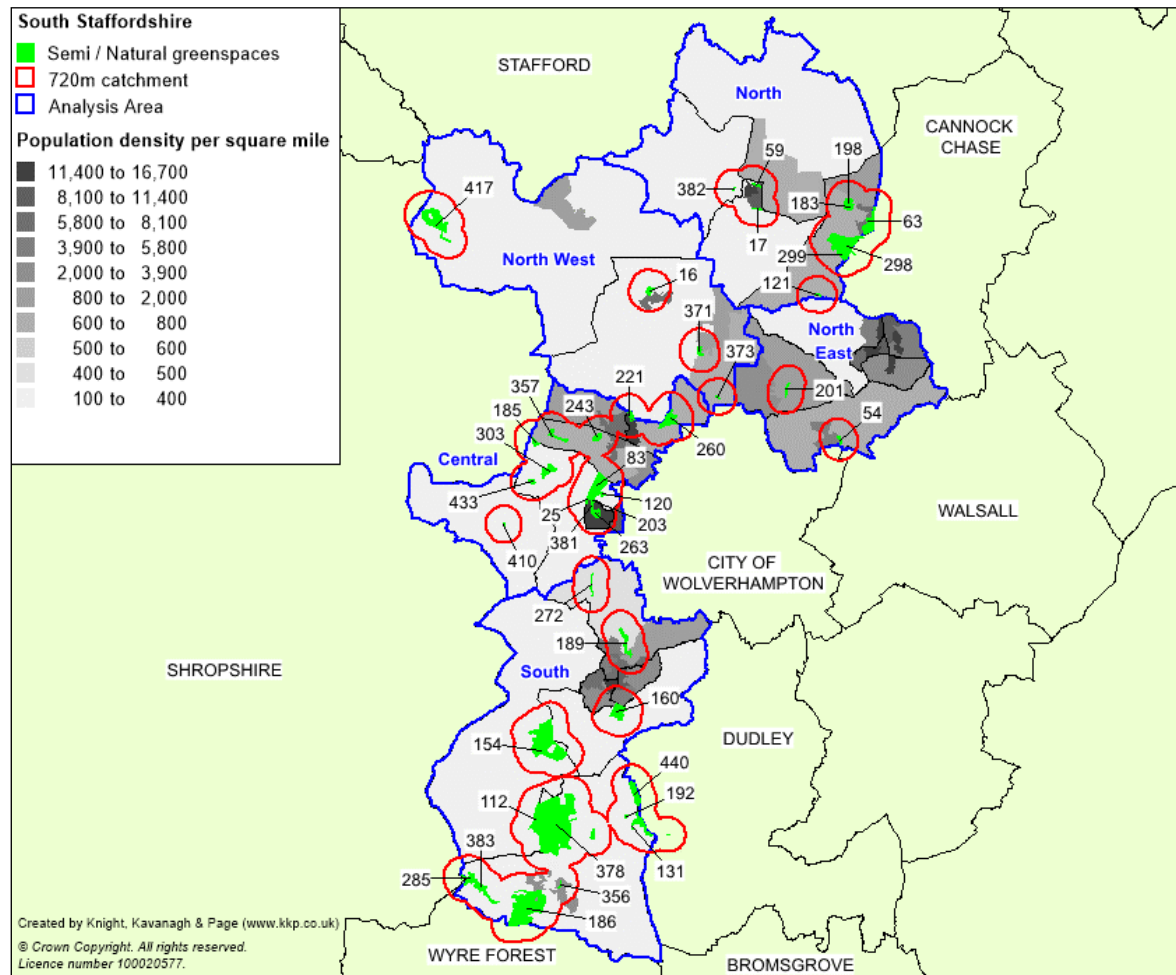 South Staffordshire
Semi / Natural greenspaces
720m catchment
Analysis Area
Population density per square mile
11,400 to 16,700
8,100 to 11,400
5,800 to 8,100
3,900 to 5,800
2,000 to 3,900
800 to 2,000
600 to 800
500 to 600
400 to 500
100 to 400
STAFFORD
North
CANNOCK
CHASE
59
198
382
183
417
63
17
North West
299
298
16
121
371
North
East
373
357
221
201
243
185
54
303
260
Central
83
433
120
25
203
WALSALL
381
263
410
CITY OF
WOLVERHAMPTON
272
189
SHROPSHIRE
South
160
154
DUDLEY
440
192
112
383
131
378
285
356
186
Created by Knight, Kavanagh & Page (www.kkp.co.uk)
© Crown Copyright. All rights reserved.
Licence number 100020577.
WYRE FOREST
BROMSGROVE